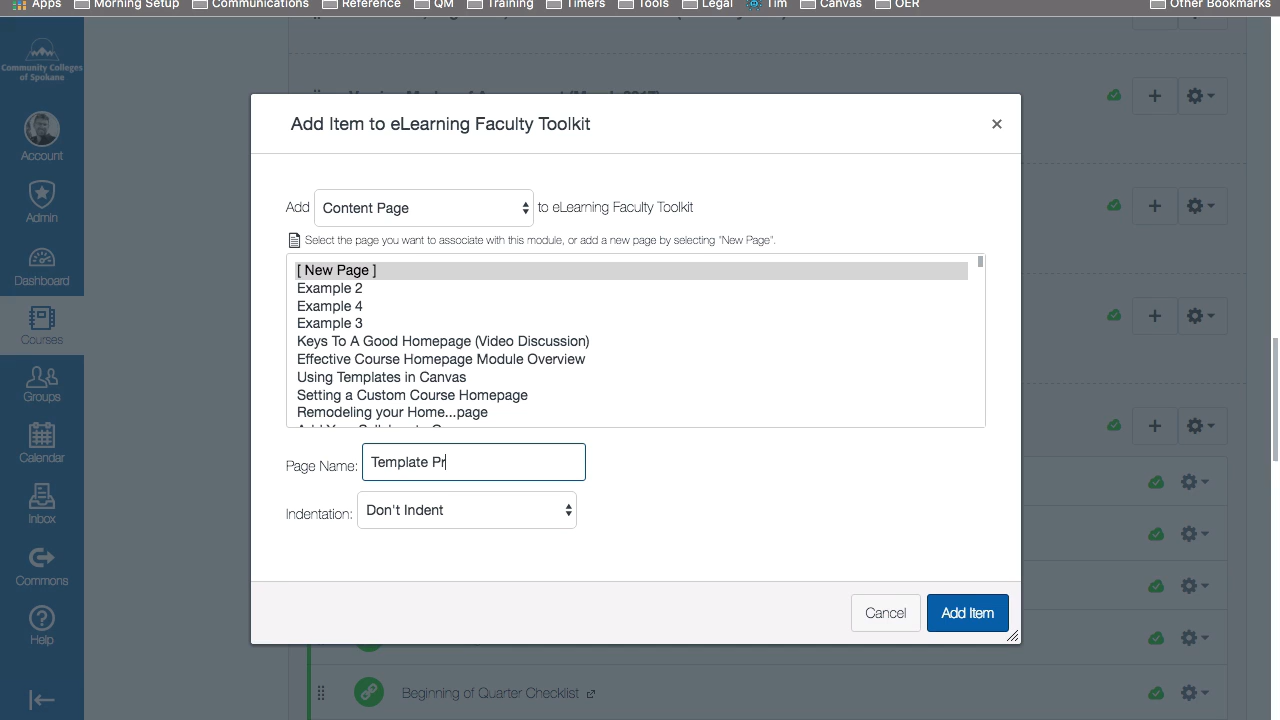 Apps Morning Setup Communications Reference QM Training Timers Tools Legal Tim Canvas OER Other Bookmarks
Community Colleges
of Spokane
Account
Admin
Dashboard
Courses
Groups
Calendar
Inbox
Commons
Help
Add Item to eLearning Faculty Toolkit
Add Content Page to eLearning Faculty Toolkit
Select the page you want to associate with this module, or add a new page by selecting "New Page".
[ New Page ]
Example 2
Example 4
Example 3
Keys To A Good Homepage (Video Discussion)
Effective Course Homepage Module Overview
Using Templates in Canvas
Setting a Custom Course Homepage
Remodeling your Home...page
Page Name: Template Pr
Indentation: Don't Indent
Cancel Add Item
Beginning of Quarter Checklist